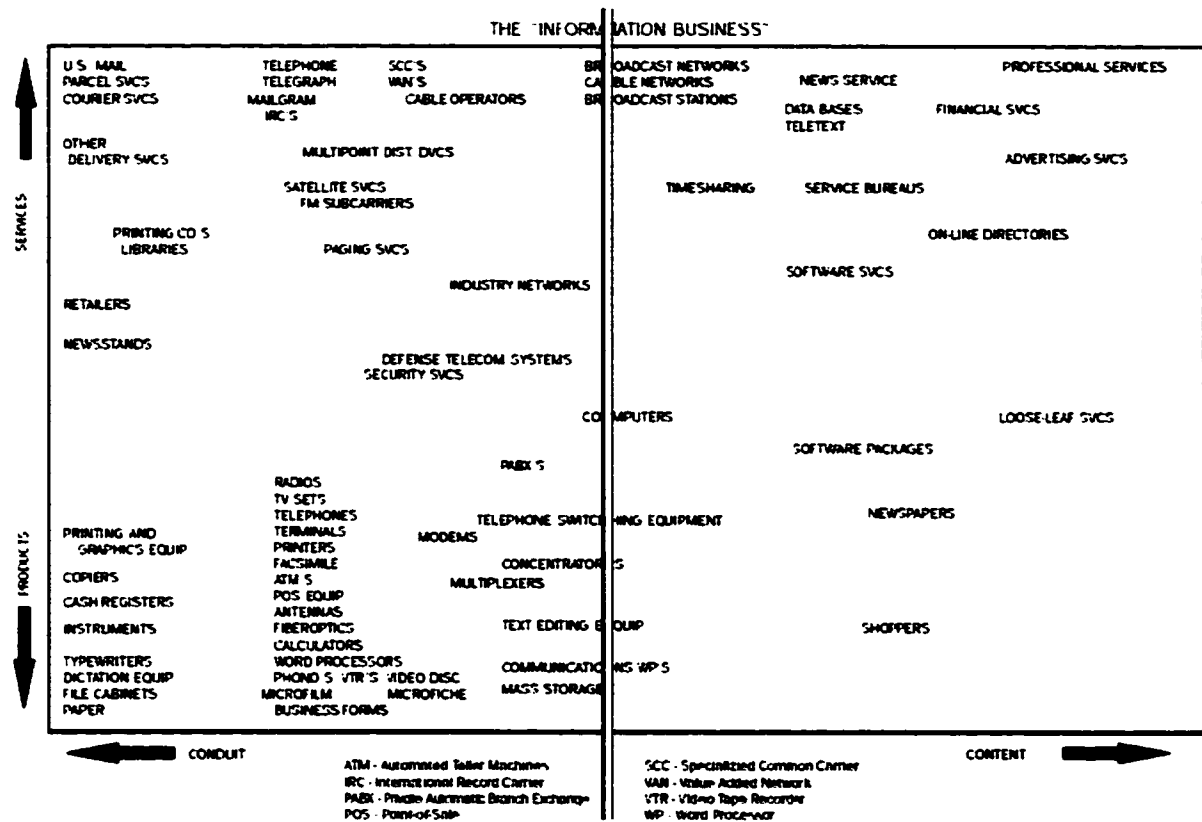 THE "INFORMATION BUSINESS"
U.S. MAIL TELEPHONE SCC'S BROADCAST NETWORKS PROFESSIONAL SERVICES
PARCEL SVCS TELEGRAPH VAN'S CABLE NETWORKS NEWS SERVICE
COURIER SVCS MAILGRAM CABLE OPERATORS BROADCAST STATIONS
IRC'S DATA BASES FINANCIAL SVCS
TELETEXT
OTHER
DELIVERY SVCS MULTIPOINT DIST. DVCS ADVERTISING SVCS
SATELLITE SVCS TIMESHARING SERVICE BUREAUS
FM SUBCARRIERS
PRINTING CO'S ON-LINE DIRECTORIES
LIBRARIES PAGING SVCS
SOFTWARE SVCS
INDUSTRY NETWORKS
RETAILERS
NEWSSTANDS
DEFENSE TELECOM SYSTEMS
SECURITY SVCS
COMPUTERS LOOSE-LEAF SVCS
SOFTWARE PACKAGES
PABX'S
RADIOS
TV SETS
TELEPHONES TELEPHONE SWITCHING EQUIPMENT NEWSPAPERS
PRINTING AND TERMINALS MODEMS
GRAPHICS EQUIP PRINTERS
FACSIMILE CONCENTRATORS
COPIERS ATM'S MULTIPLEXERS
CASH REGISTERS POS EQUIP
ANTENNAS
INSTRUMENTS FIBEROPTICS TEXT EDITING EQUIP SHOPPERS
CALCULATORS
TYPEWRITERS WORD PROCESSORS COMMUNICATIONS WP'S
DICTATION EQUIP PHONO'S VTR'S VIDEO DISC
FILE CABINETS MICROFILM MICROFICHE MASS STORAGE
PAPER BUSINESS FORMS
SERVICES
PRODUCTS
CONDUIT CONTENT
ATM - Automated Teller Machines SCC - Specialized Common Carrier
IRC - International Record Carrier VAN - Value Added Network
PABX - Private Automatic Branch Exchange VTR - Video Tape Recorder
POS - Point-of-Sale WP - Word Processor